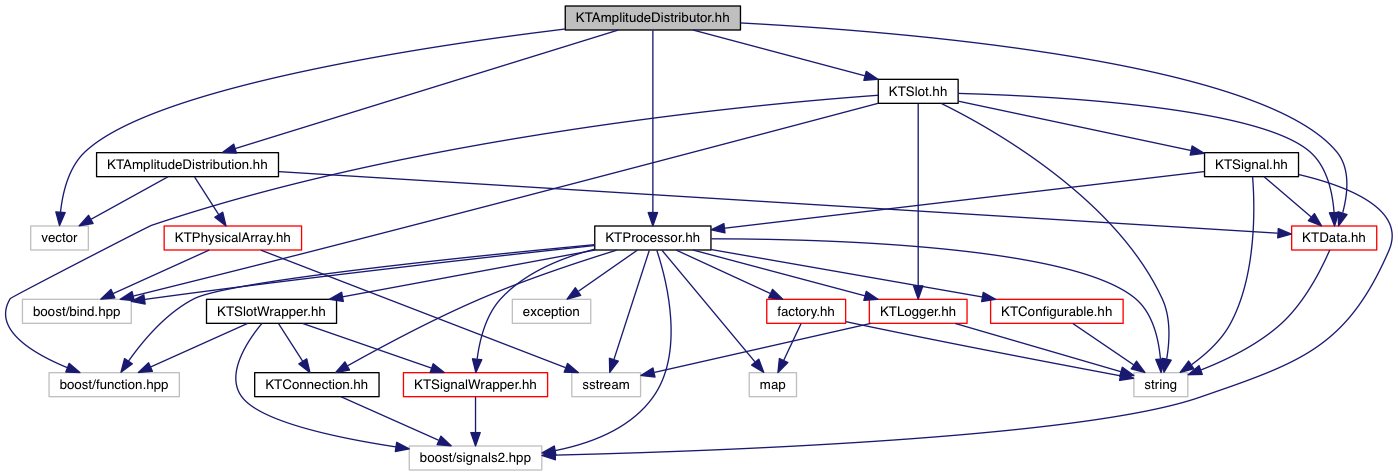 KTAmplitudeDistributor.hh
KTSlot.hh
KTAmplitudeDistribution.hh
KTSignal.hh
vector
KTPhysicalArray.hh
KTProcessor.hh
KTData.hh
boost/bind.hpp
KTSlotWrapper.hh
exception
factory.hh
KTLogger.hh
KTConfigurable.hh
boost/function.hpp
KTConnection.hh
KTSignalWrapper.hh
sstream
map
string
boost/signals2.hpp